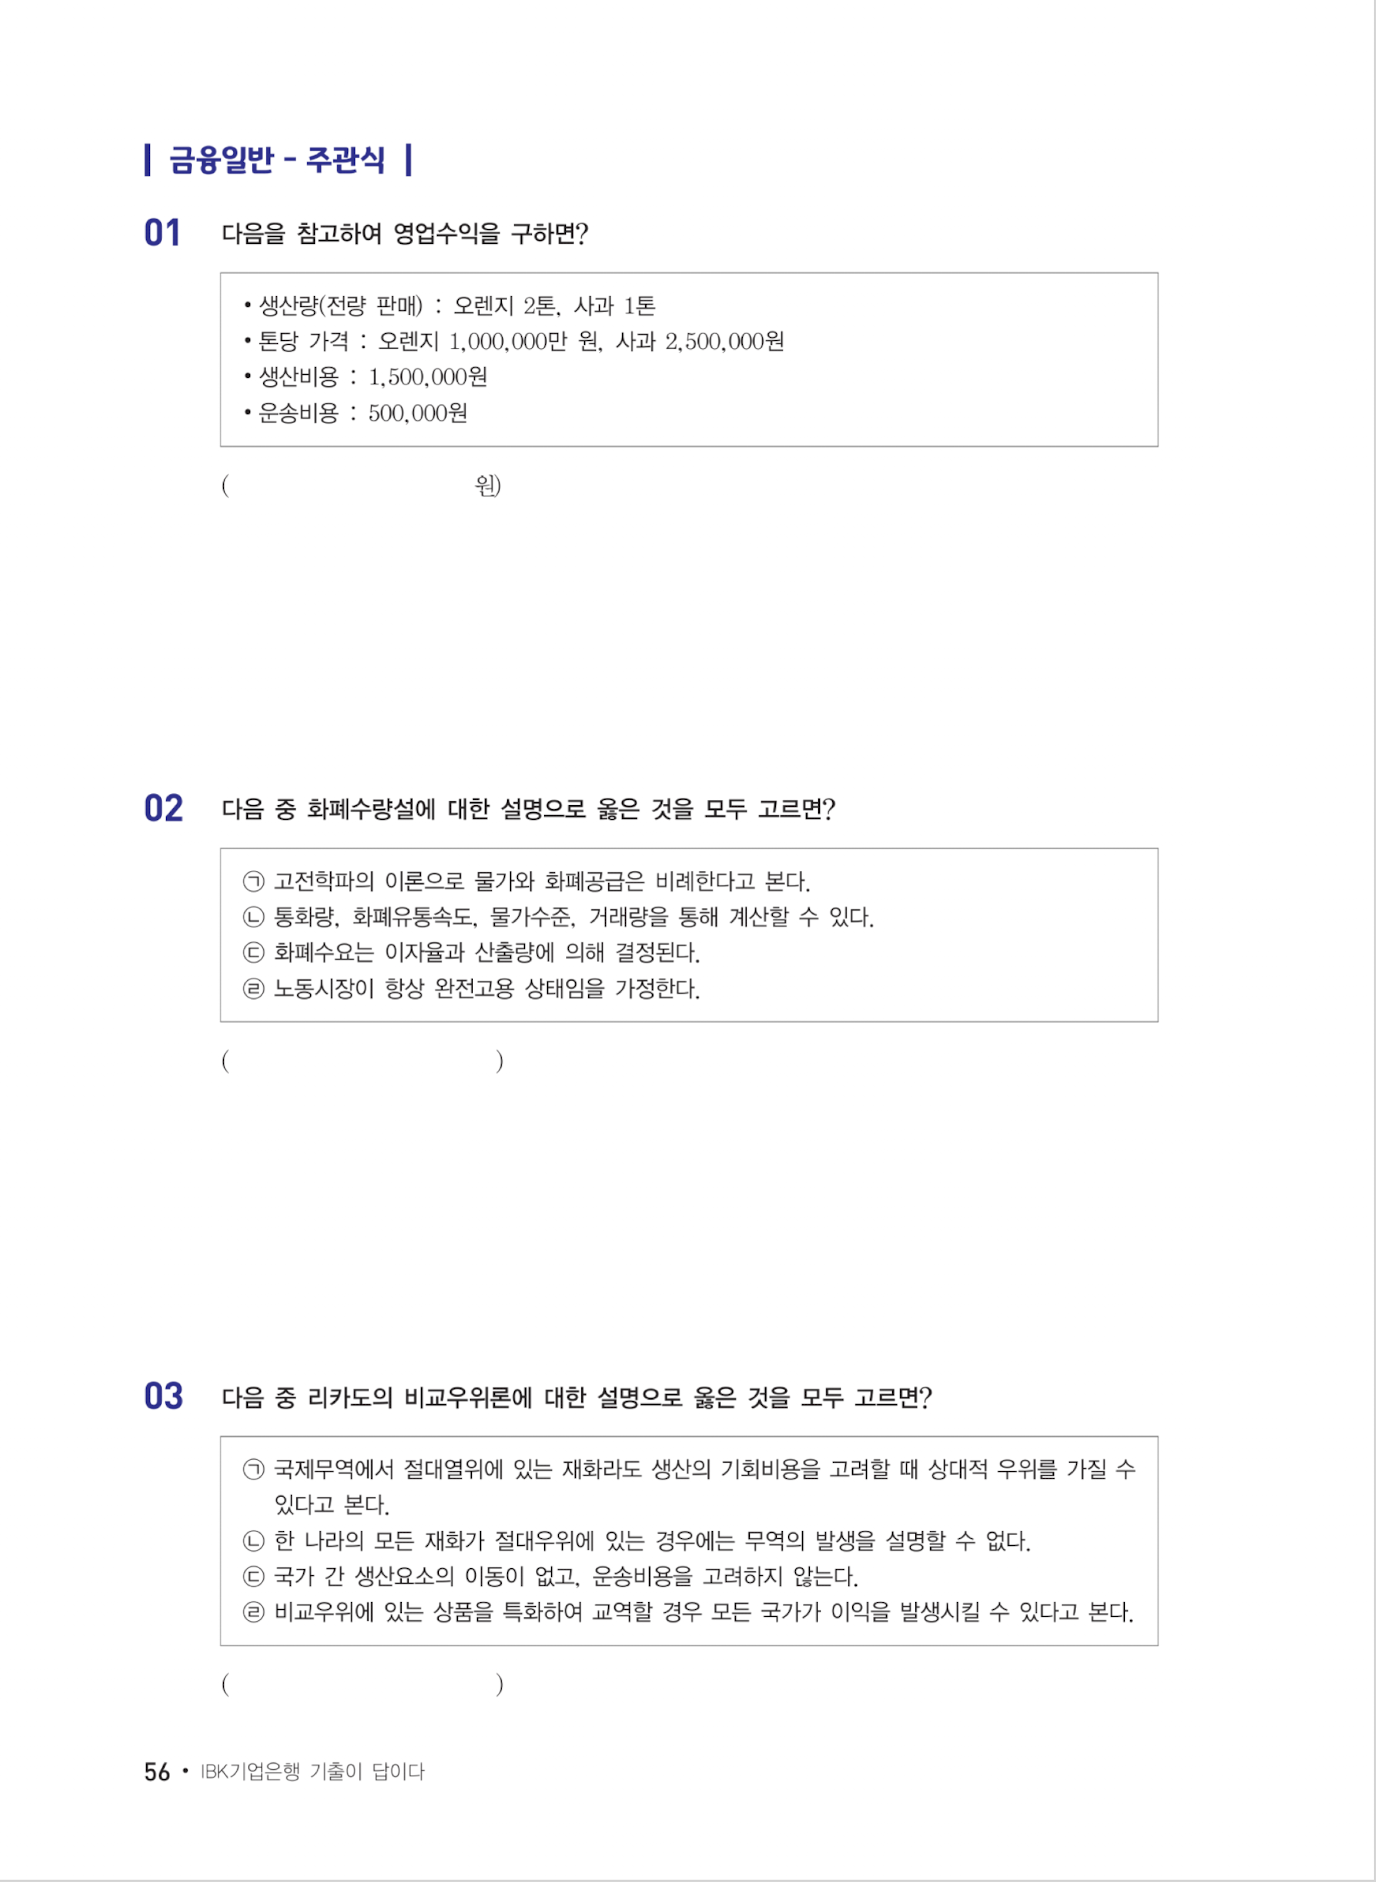 금융일반 - 주관식
01 다음을 참고하여 영업수익을 구하면?
• 생산량(전량 판매) : 오렌지 2톤, 사과 1톤
• 톤당 가격 : 오렌지 1,000,000만 원, 사과 2,500,000원
• 생산비용 : 1,500,000원
• 운송비용 : 500,000원
( 원)
02 다음 중 화폐수량설에 대한 설명으로 옳은 것을 모두 고르면?
㉠ 고전학파의 이론으로 물가와 화폐공급은 비례한다고 본다.
㉡ 통화량, 화폐유통속도, 물가수준, 거래량을 통해 계산할 수 있다.
㉢ 화폐수요는 이자율과 산출량에 의해 결정된다.
㉣ 노동시장이 항상 완전고용 상태임을 가정한다.
( )
03 다음 중 리카도의 비교우위론에 대한 설명으로 옳은 것을 모두 고르면?
㉠ 국제무역에서 절대열위에 있는 재화라도 생산의 기회비용을 고려할 때 상대적 우위를 가질 수
있다고 본다.
㉡ 한 나라의 모든 재화가 절대우위에 있는 경우에는 무역의 발생을 설명할 수 없다.
㉢ 국가 간 생산요소의 이동이 없고, 운송비용을 고려하지 않는다.
㉣ 비교우위에 있는 상품을 특화하여 교역할 경우 모든 국가가 이익을 발생시킬 수 있다고 본다.
( )
56 • IBK기업은행 기출이 답이다